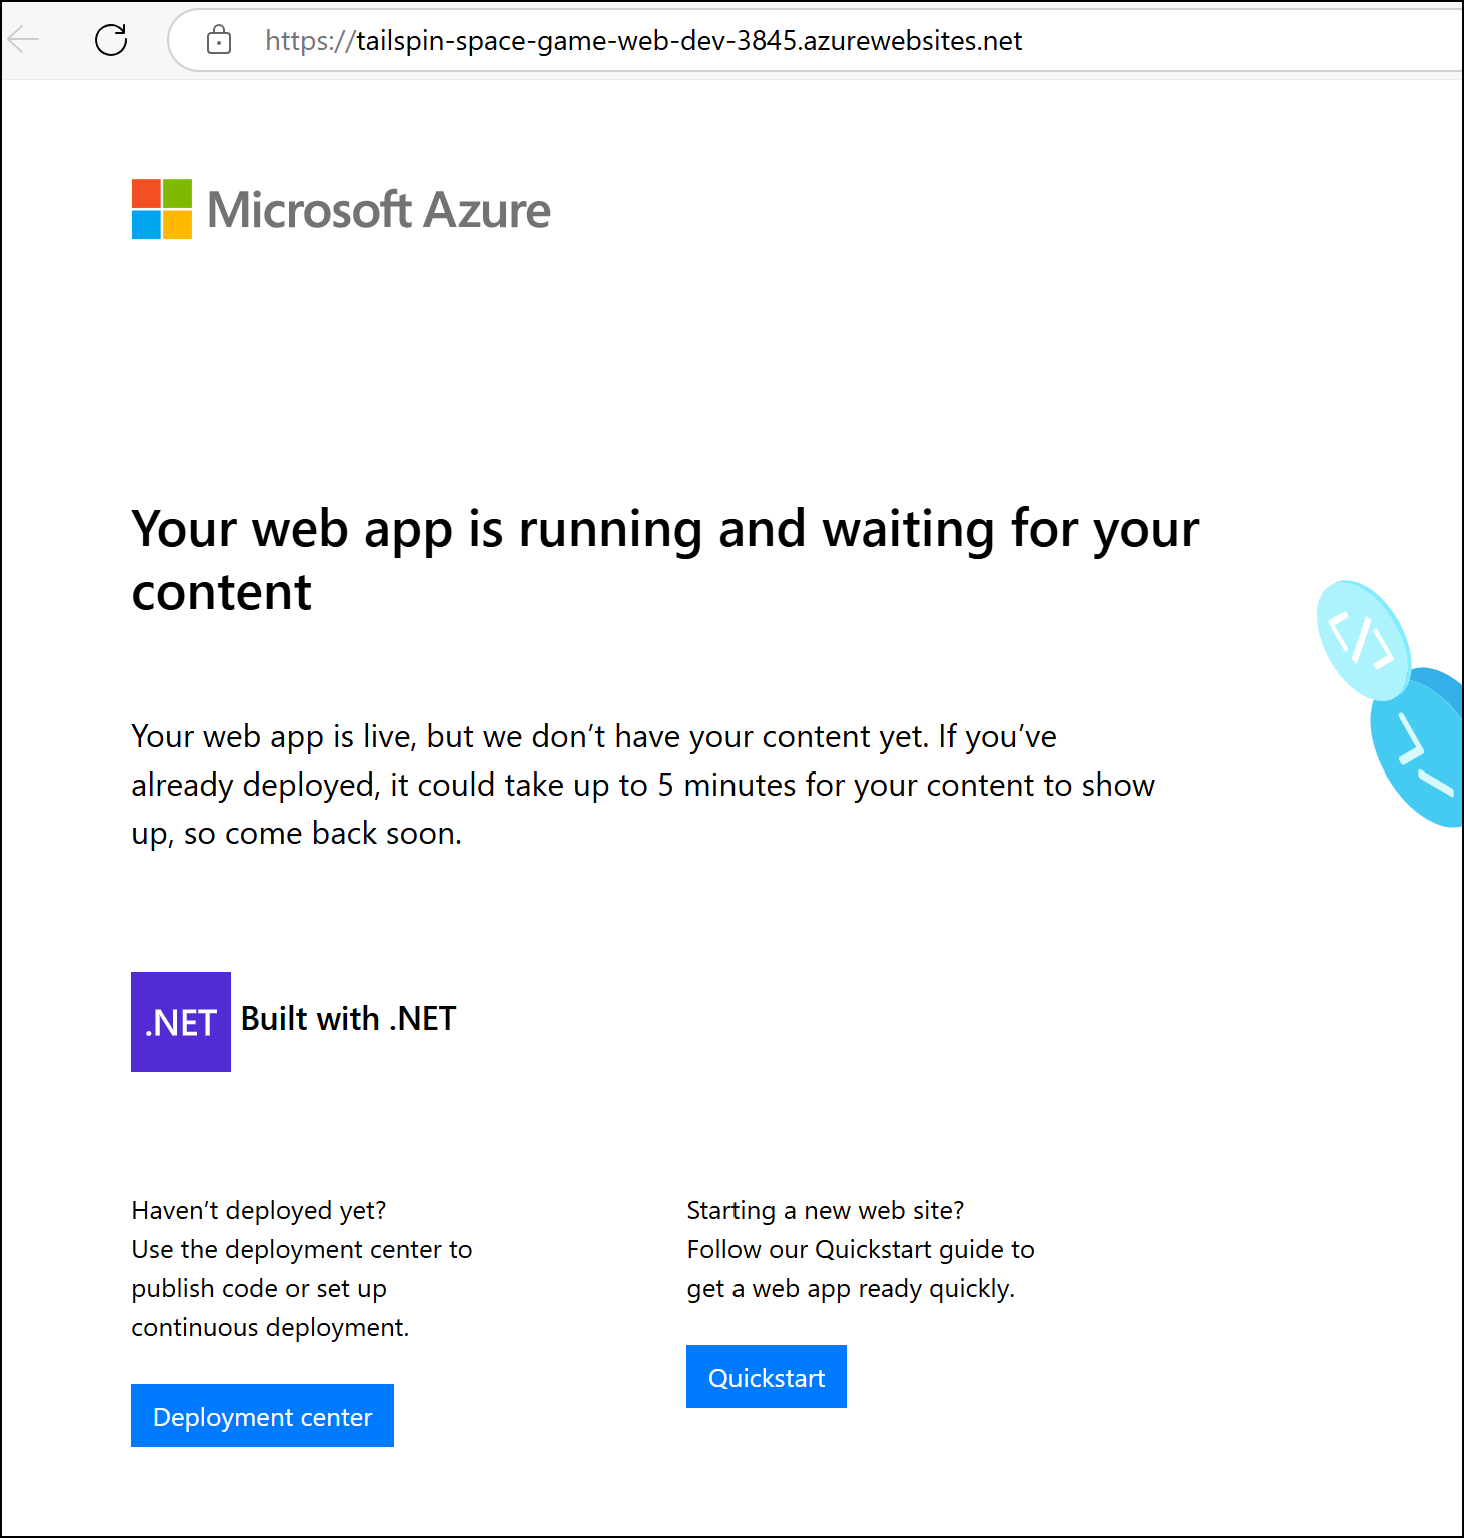 https://tailspin-space-game-web-dev-3845.azurewebsites.net
Microsoft Azure
Your web app is running and waiting for your
content
Your web app is live, but we don’t have your content yet. If you’ve
already deployed, it could take up to 5 minutes for your content to show
up, so come back soon.
.NET Built with .NET
Haven’t deployed yet?
Use the deployment center to
publish code or set up
continuous deployment.
Deployment center
Starting a new web site?
Follow our Quickstart guide to
get a web app ready quickly.
Quickstart